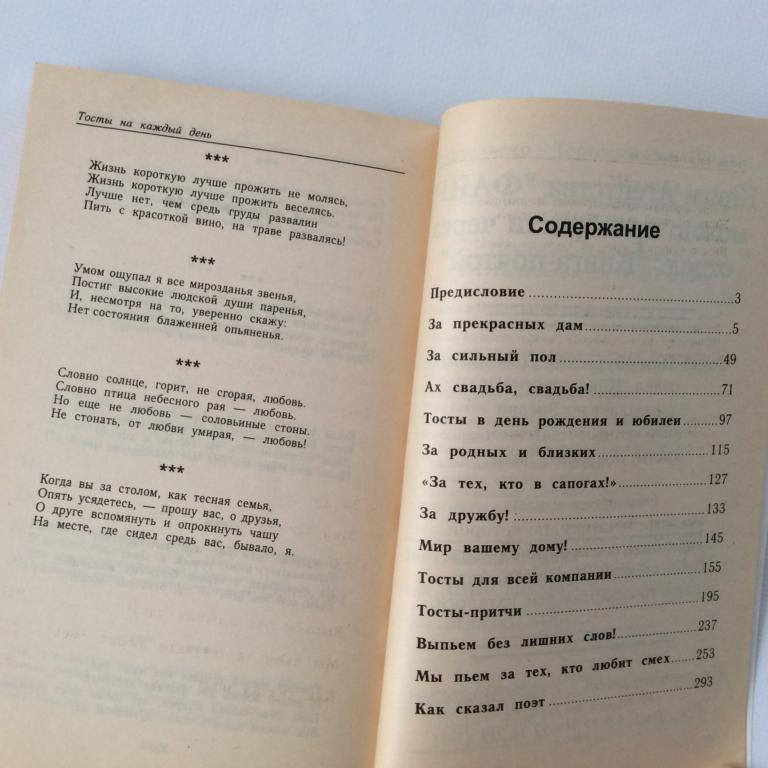 Тосты на каждый день
***
Жизнь короткую лучше прожить не молясь,
Жизнь короткую лучше прожить веселясь.
Лучше нет, чем средь груды развалин
Пить с красоткой вино, на траве развалясь!
***
Умом ощупал я все мирозданья звенья,
Постиг высокие людской души паренья,
И, несмотря на то, уверенно скажу:
Нет состояния блаженней опьяненья.
***
Словно солнце, горит, не сгорая, любовь.
Словно птица небесного рая — любовь.
Но еще не любовь — соловьиные стоны.
Не стонать, от любви умирая, — любовь!
***
Когда вы за столом, как тесная семья,
Опять усядетесь, — прошу вас, о друзья,
О друге вспомянуть и опрокинуть чашу
На месте, где сидел средь вас, бывало, я.
Содержание
Предисловие ........ 3
За прекрасных дам ........ 5
За сильный пол ........ 49
Ах свадьба, свадьба! ........ 71
Тосты в день рождения и юбилеи ........ 97
За родных и близких ........ 115
«За тех, кто в сапогах!» ........ 127
За дружбу! ........ 133
Мир вашему дому! ........ 145
Тосты для всей компании ........ 155
Тосты-притчи ........ 195
Выпьем без лишних слов! ........ 237
Мы пьем за тех, кто любит смех ........ 253
Как сказал поэт ........ 293